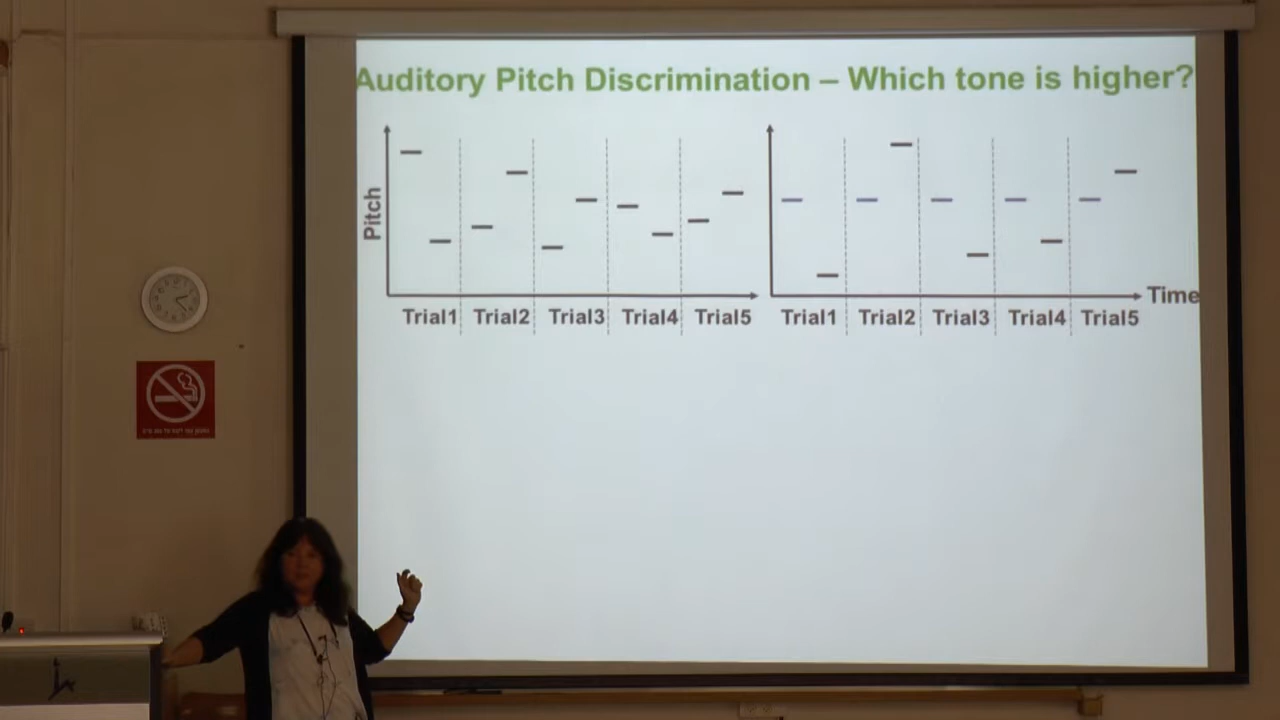 Auditory Pitch Discrimination – Which tone is higher?
Pitch
Trial1 Trial2 Trial3 Trial4 Trial5
Trial1 Trial2 Trial3 Trial4 Trial5
Time